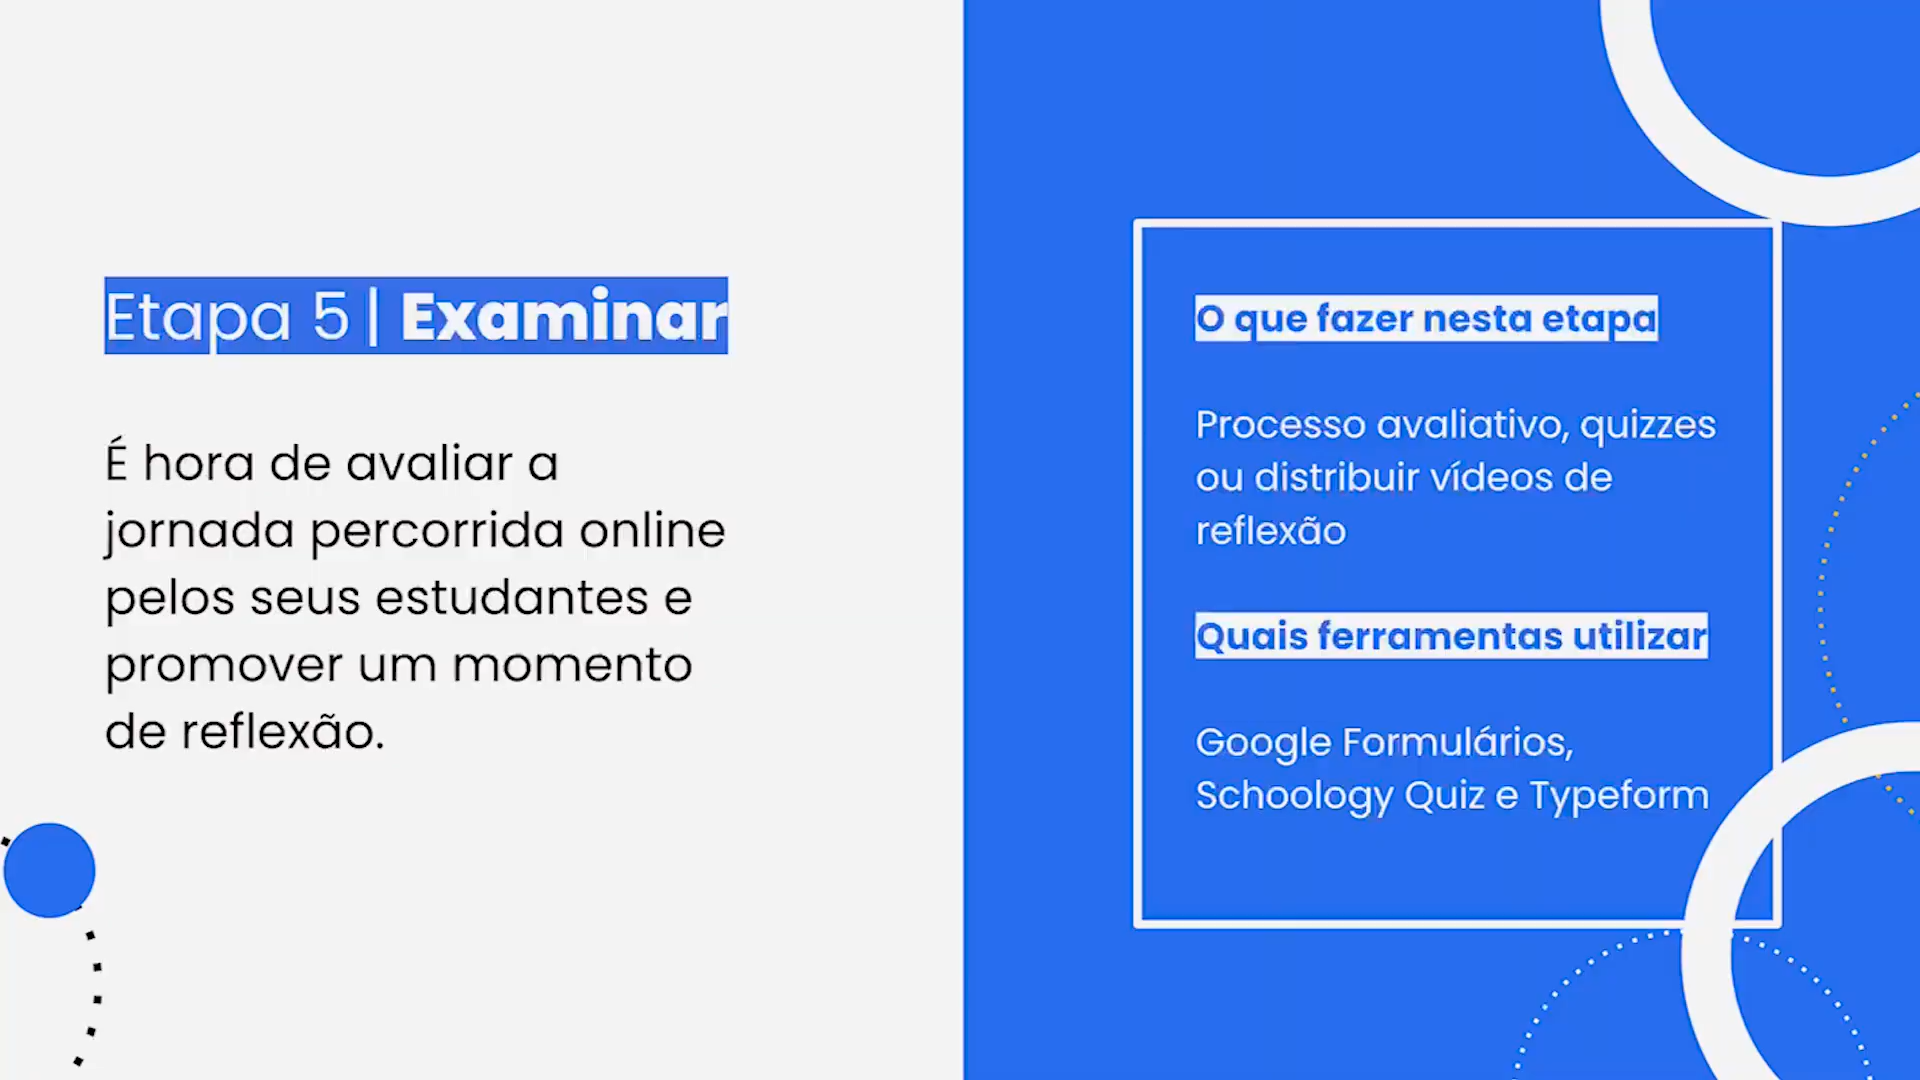 Etapa 5 | Examinar
É hora de avaliar a
jornada percorrida online
pelos seus estudantes e
promover um momento
de reflexão.
O que fazer nesta etapa
Processo avaliativo, quizzes
ou distribuir vídeos de
reflexão
Quais ferramentas utilizar
Google Formulários,
Schoology Quiz e Typeform